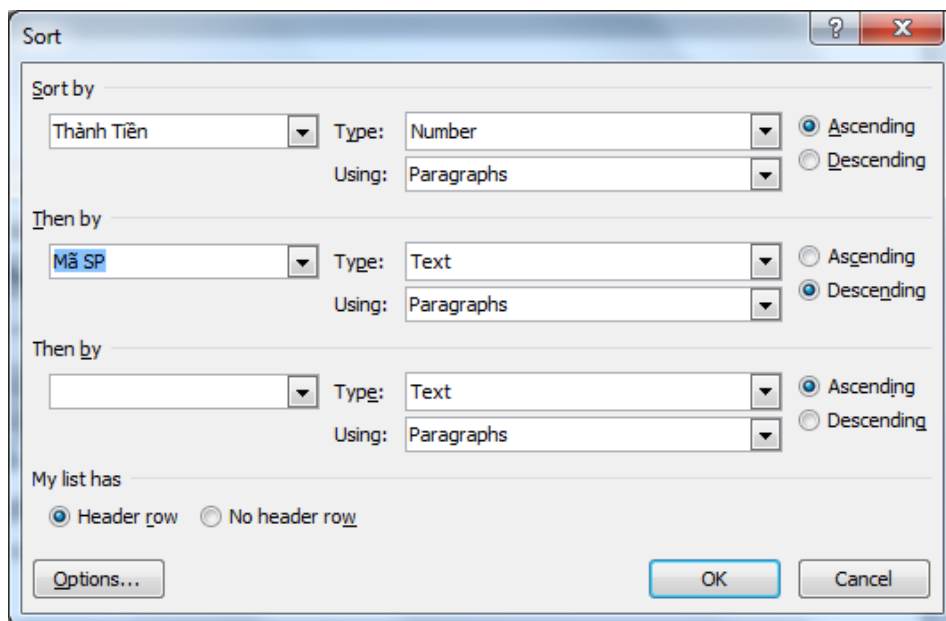 Sort
Sort by
Thành Tiền Type: Number Ascending
Using: Paragraphs Descending
Then by
Mã SP Type: Text Ascending
Using: Paragraphs Descending
Then by
Type: Text Ascending
Using: Paragraphs Descending
My list has
Header row No header row
Options... OK Cancel